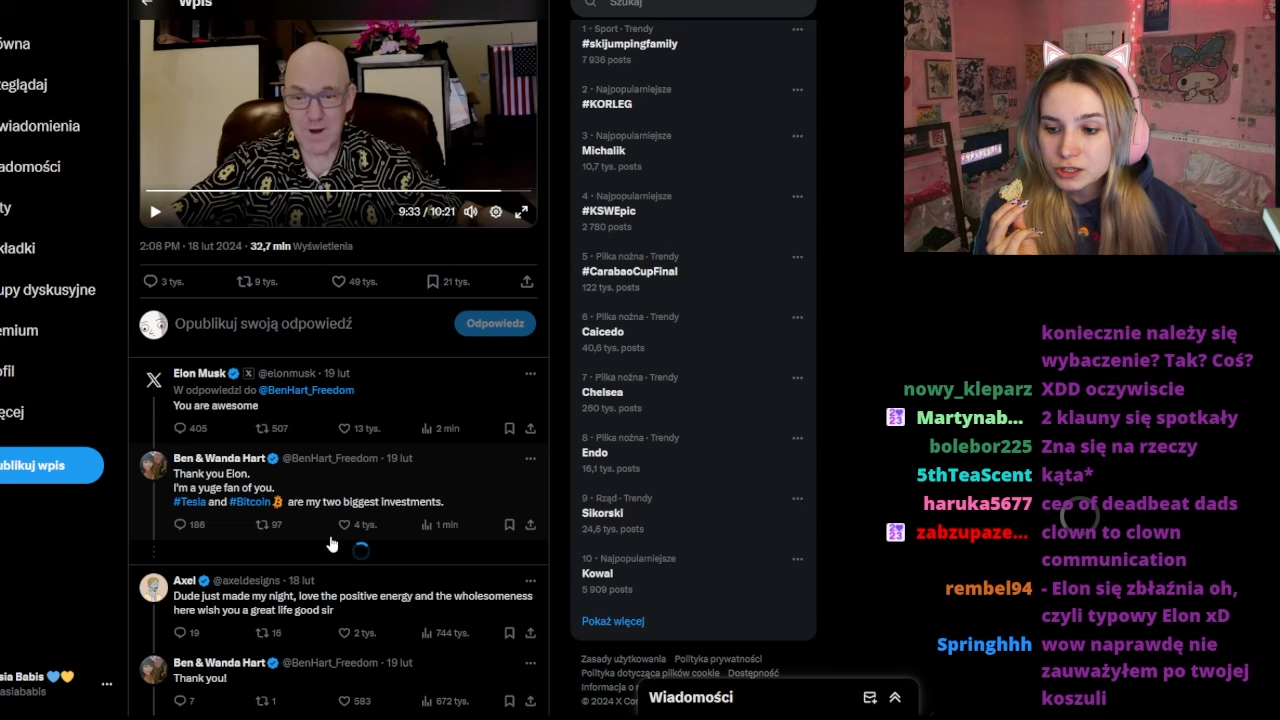 Wpis
Szukaj
ówna
eglądaj
wiadomienia
adomości
ty
kładki
upy dyskusyjne
emium
ofil
ęcej
ublikuj wpis
sia Babis 💙💛
aslababis
9:33 / 10:21
2:08 PM · 18 lut 2024 · 32,7 mln Wyświetlenia
3 tys. 9 tys. 49 tys. 21 tys.
Opublikuj swoją odpowiedź
Odpowiedz
Elon Musk @elonmusk · 19 lut
W odpowiedzi do @BenHart_Freedom
You are awesome
405 507 13 tys. 2 mln
Ben & Wanda Hart @BenHart_Freedom · 19 lut
Thank you Elon.
I'm a yuge fan of you.
#Tesla and #Bitcoin are my two biggest investments.
186 97 4 tys. 1 mln
Axel @axeldesigns · 18 lut
Dude just made my night, love the positive energy and the wholesomeness
here wish you a great life good sir
19 16 2 tys. 744 tys.
Ben & Wanda Hart @BenHart_Freedom · 19 lut
Thank you!
7 1 583 672 tys.
1 · Sport · Trendy
#skijumpingfamily
7 936 posts
2 · Najpopularniejsze
#KORLEG
3 · Najpopularniejsze
Michalik
10,7 tys. posts
4 · Najpopularniejsze
#KSWEpic
2 780 posts
5 · Piłka nożna · Trendy
#CarabaoCupFinal
122 tys. posts
6 · Piłka nożna · Trendy
Caicedo
40,6 tys. posts
7 · Piłka nożna · Trendy
Chelsea
260 tys. posts
8 · Piłka nożna · Trendy
Endo
16,1 tys. posts
9 · Rząd · Trendy
Sikorski
24,6 tys. posts
10 · Najpopularniejsze
Kowal
5 909 posts
Pokaż więcej
Zasady użytkowania Polityka prywatności
Polityka dotycząca plików cookie Dostępność
Informacja o
© 2024 X Co
Wiadomości
koniecznie należy się
wybaczenie? Tak? Coś?
nowy_kleparz XDD oczywiscie
Martynab... 2 klauny się spotkały
bolebor225 Zna się na rzeczy
5thTeaScent kąta*
haruka5677 ceo of deadbeat dads
zabzupaze... clown to clown
communication
rembel94 - Elon się zbłaźnia oh,
czyli typowy Elon xD
Springhhh wow naprawdę nie
zauważyłem po twojej
koszuli